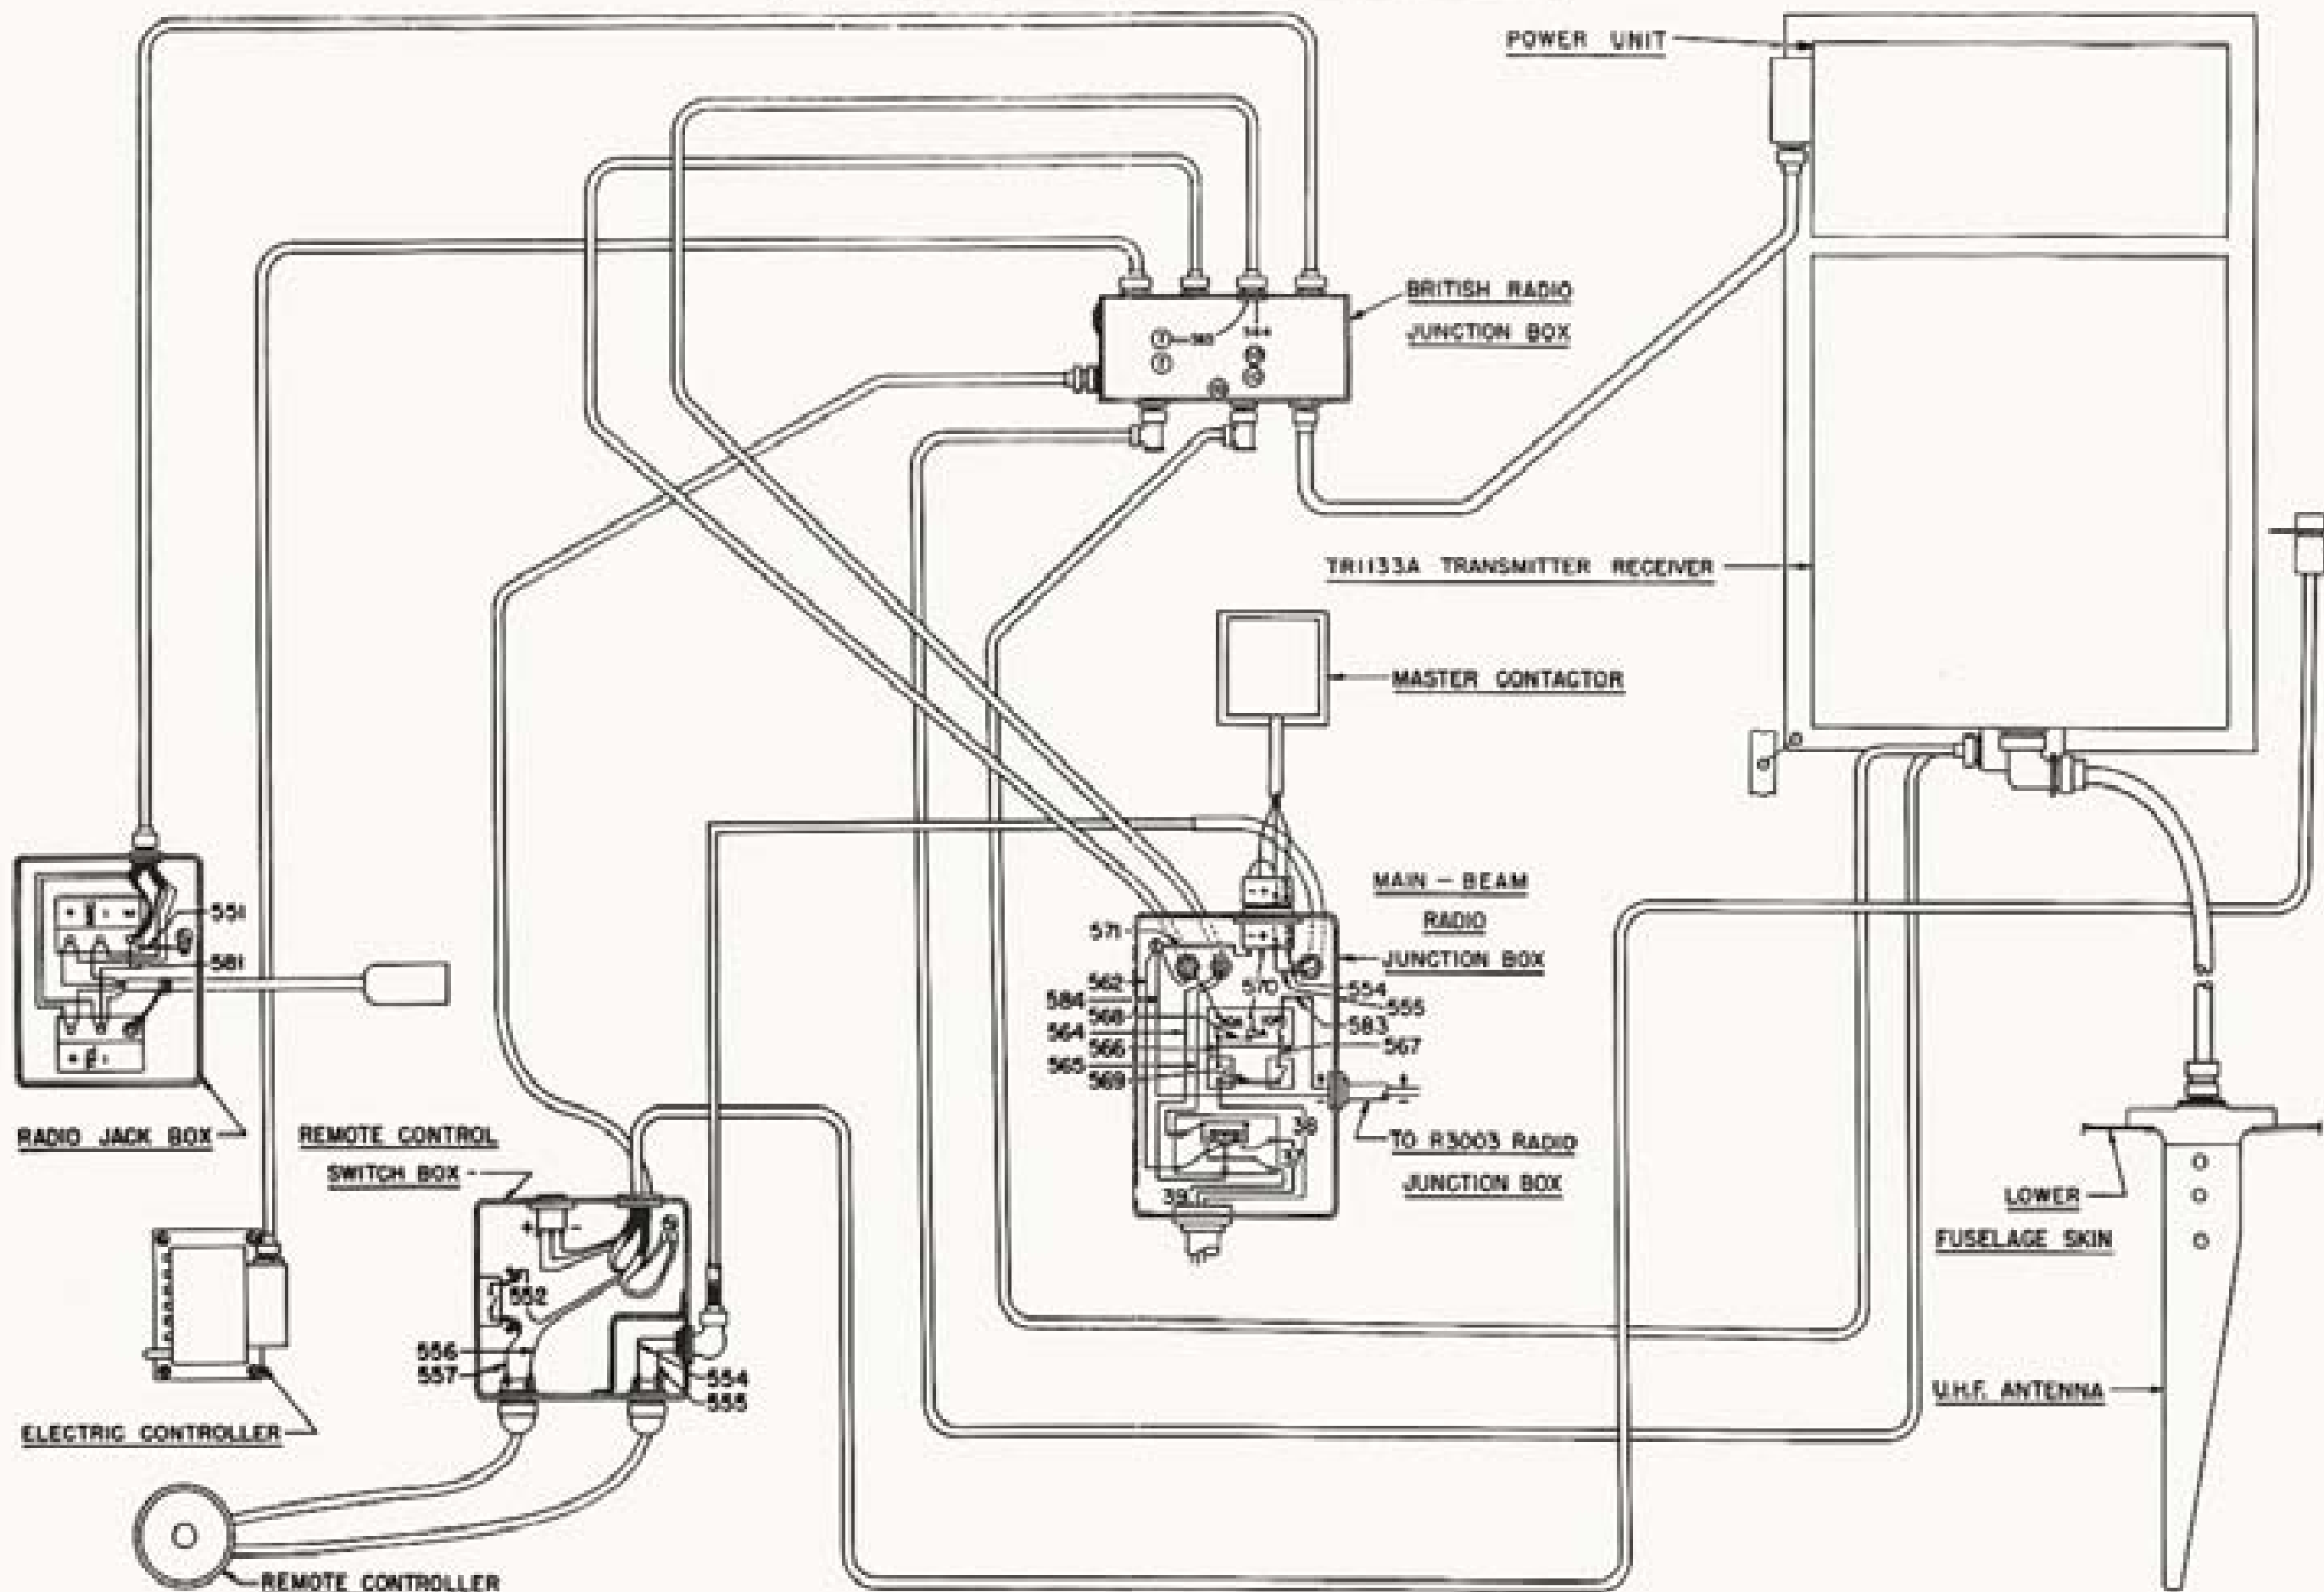 POWER UNIT
BRITISH RADIO
JUNCTION BOX
TR1133A TRANSMITTER RECEIVER
MASTER CONTACTOR
MAIN - BEAM
RADIO
JUNCTION BOX
551
581
571
562
584
568
564
566
565
569
570
554
555
583
567
38
39
TO R3003 RADIO
JUNCTION BOX
RADIO JACK BOX
REMOTE CONTROL
SWITCH BOX
LOWER
FUSELAGE SKIN
552
556
557
554
555
U.H.F. ANTENNA
ELECTRIC CONTROLLER
REMOTE CONTROLLER